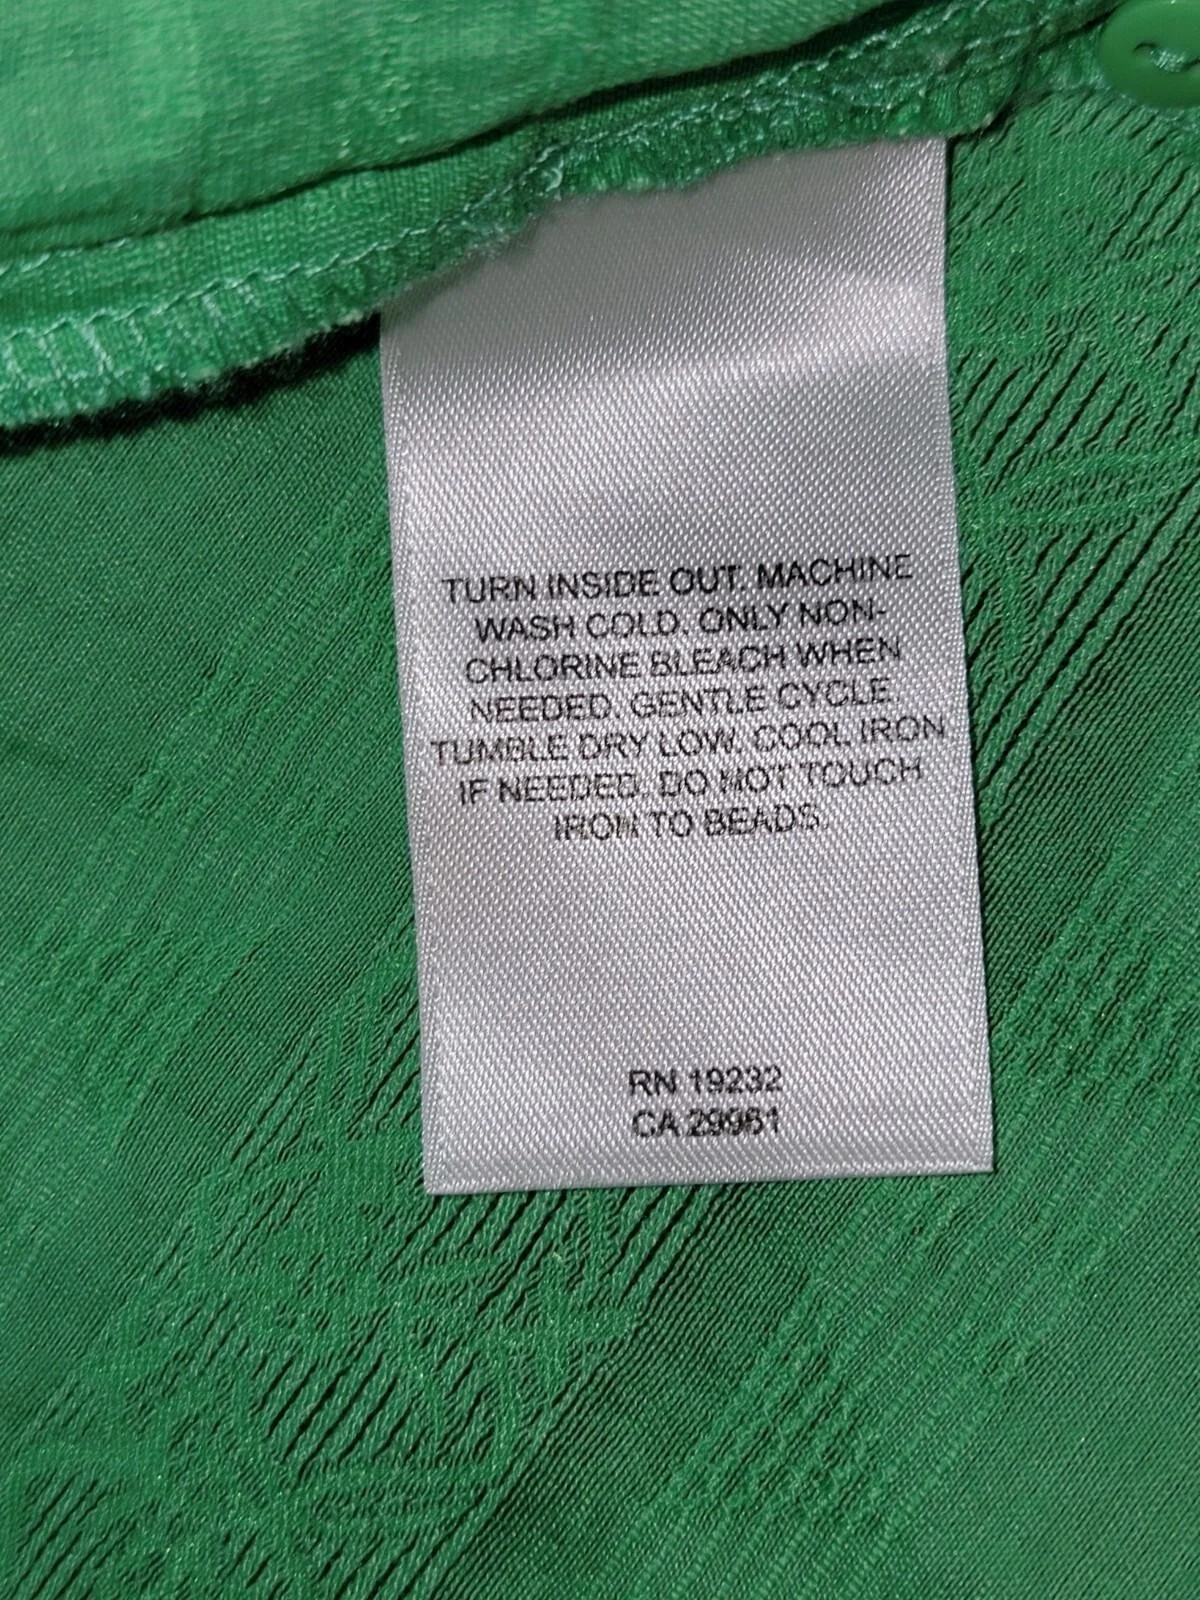 TURN INSIDE OUT. MACHINE
WASH COLD. ONLY NON-
CHLORINE BLEACH WHEN
NEEDED. GENTLE CYCLE.
TUMBLE DRY LOW. COOL IRON
IF NEEDED. DO NOT TOUCH
IRON TO BEADS.
RN 19232
CA 29961